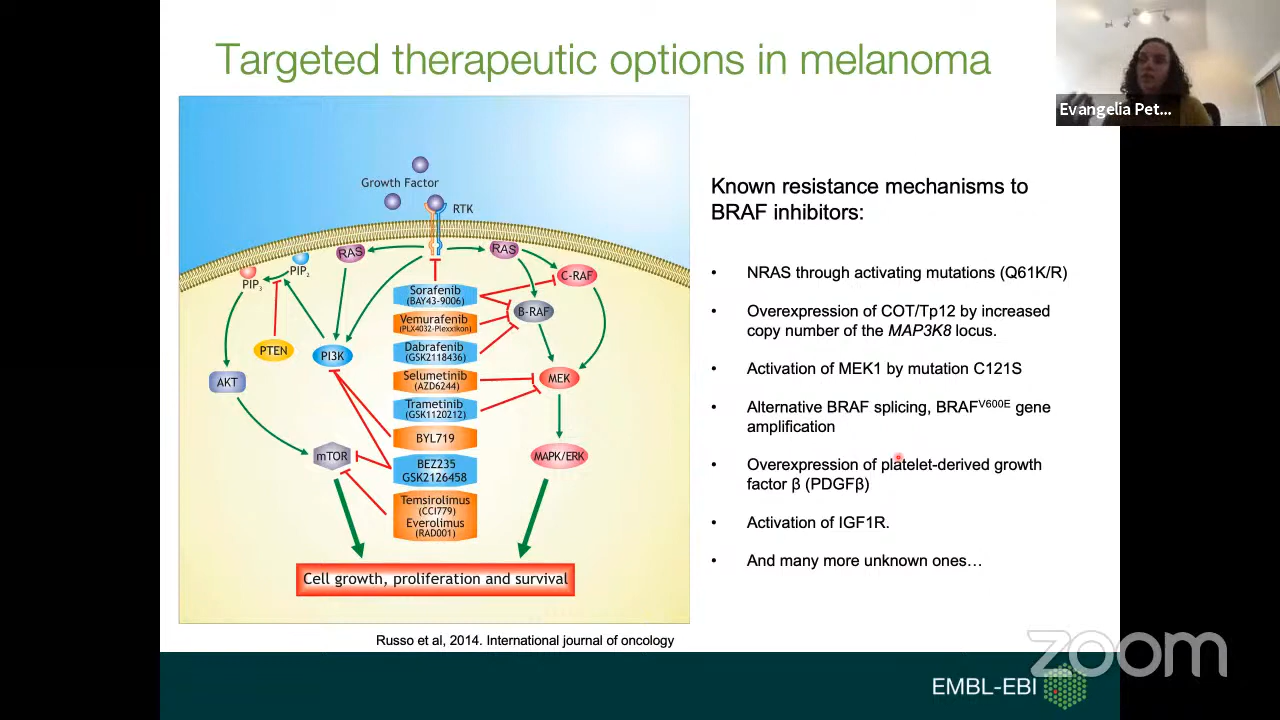 Targeted therapeutic options in melanoma
Evangelia Pet...
Growth Factor
RTK
RAS
RAS
PIP2
PIP3
C-RAF
Sorafenib
(BAY43-9006)
B-RAF
Vemurafenib
(PLX4032-Plexxikon)
PTEN
PI3K
Dabrafenib
(GSK2118436)
AKT
Selumetinib
(AZD6244)
MEK
Trametinib
(GSK1120212)
BYL719
mTOR
MAPK/ERK
BEZ235
GSK2126458
Temsirolimus
(CCI779)
Everolimus
(RAD001)
Cell growth, proliferation and survival
Russo et al, 2014. International journal of oncology
Known resistance mechanisms to
BRAF inhibitors:
• NRAS through activating mutations (Q61K/R)
• Overexpression of COT/Tp12 by increased
copy number of the MAP3K8 locus.
• Activation of MEK1 by mutation C121S
• Alternative BRAF splicing, BRAFV600E gene
amplification
• Overexpression of platelet-derived growth
factor β (PDGFβ)
• Activation of IGF1R.
• And many more unknown ones…
zoom
EMBL-EBI